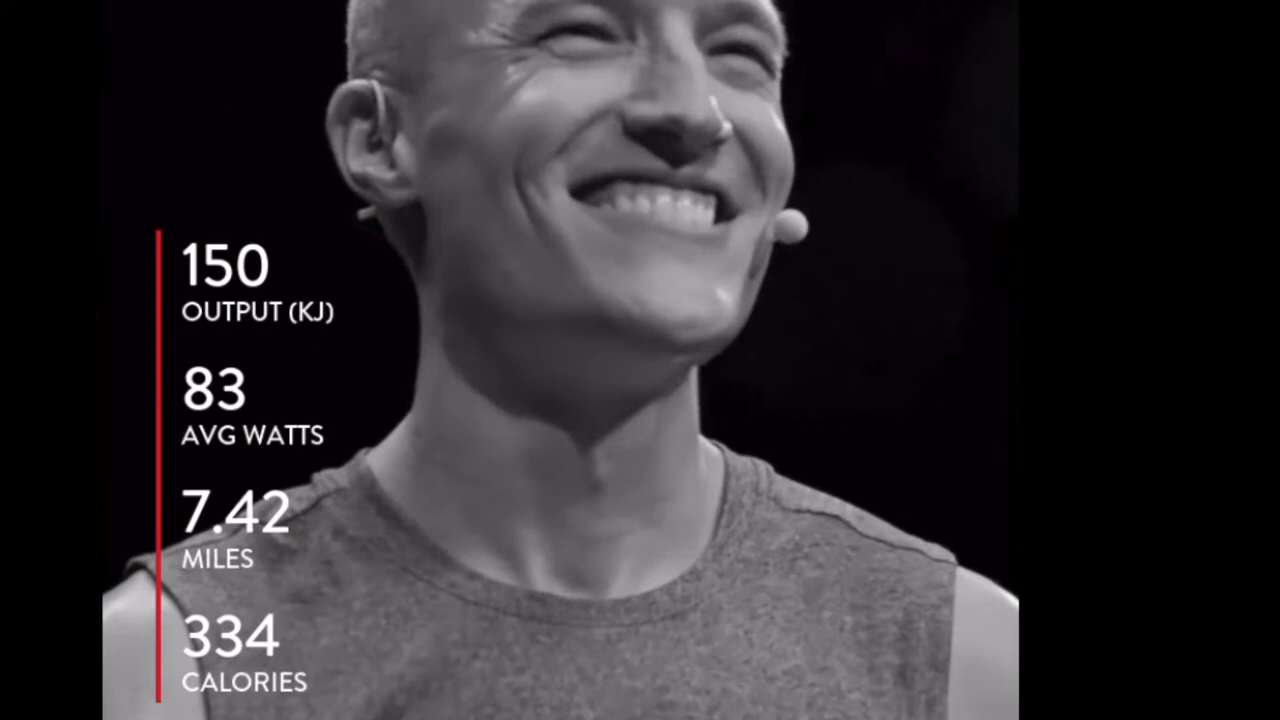 150
OUTPUT (KJ)
83
AVG WATTS
7.42
MILES
334
CALORIES